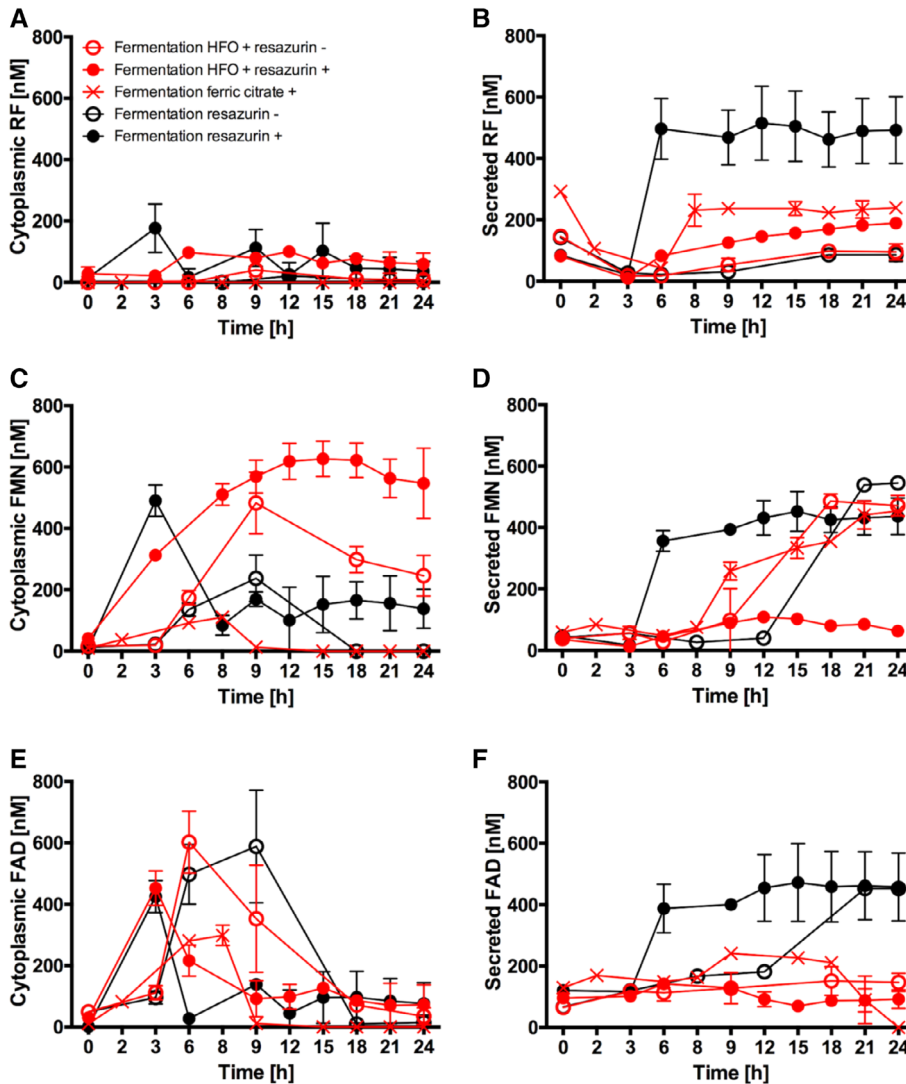 A
Cytoplasmic RF [nM]
800
600
400
200
0
Fermentation HFO + resazurin -
Fermentation HFO + resazurin +
Fermentation ferric citrate +
Fermentation resazurin -
Fermentation resazurin +
0 2 3 6 8 9 12 15 18 21 24
Time [h]
B
Secreted RF [nM]
800
600
400
200
0
0 2 3 6 8 9 12 15 18 21 24
Time [h]
C
Cytoplasmic FMN [nM]
800
600
400
200
0
0 2 3 6 8 9 12 15 18 21 24
Time [h]
D
Secreted FMN [nM]
800
600
400
200
0
0 2 3 6 8 9 12 15 18 21 24
Time [h]
E
Cytoplasmic FAD [nM]
800
600
400
200
0
0 2 3 6 8 9 12 15 18 21 24
Time [h]
F
Secreted FAD [nM]
800
600
400
200
0
0 2 3 6 8 9 12 15 18 21 24
Time [h]